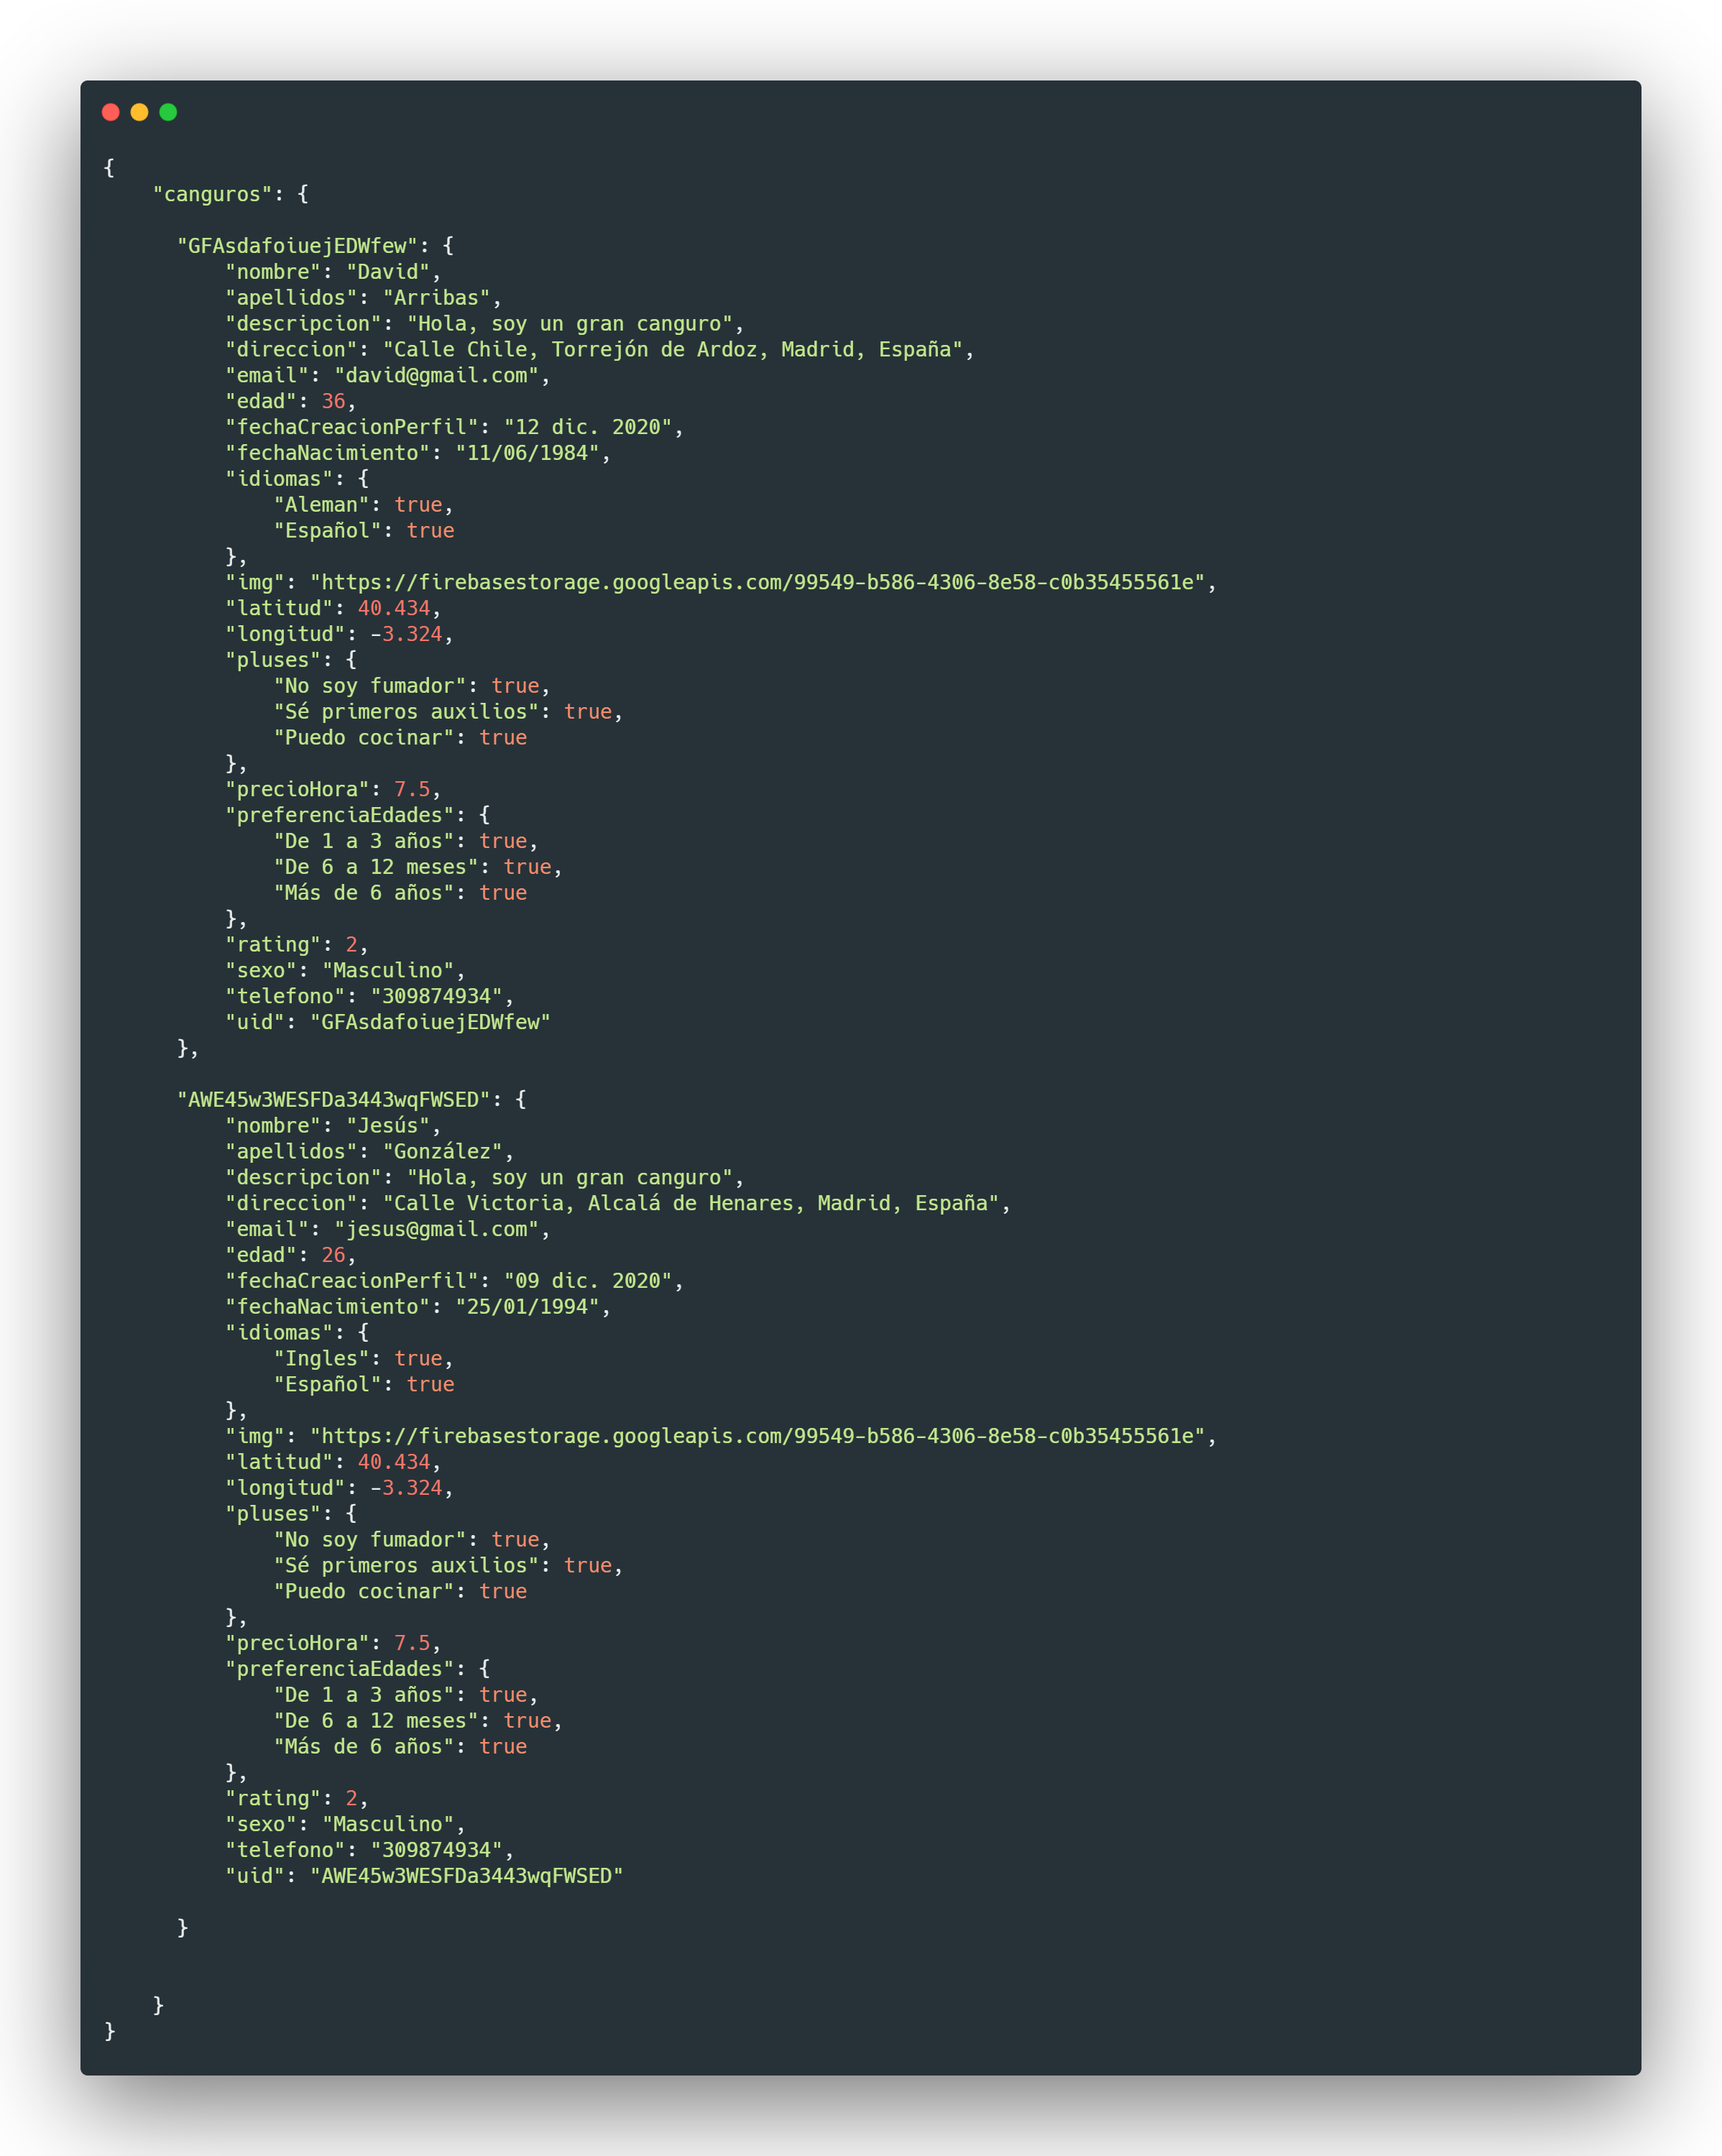 {
    "canguros": {

      "GFAsdafoiuejEDWfew": {
          "nombre": "David",
          "apellidos": "Arribas",
          "descripcion": "Hola, soy un gran canguro",
          "direccion": "Calle Chile, Torrejón de Ardoz, Madrid, España",
          "email": "david@gmail.com",
          "edad": 36,
          "fechaCreacionPerfil": "12 dic. 2020",
          "fechaNacimiento": "11/06/1984",
          "idiomas": {
              "Aleman": true,
              "Español": true
          },
          "img": "https://firebasestorage.googleapis.com/99549-b586-4306-8e58-c0b35455561e",
          "latitud": 40.434,
          "longitud": -3.324,
          "pluses": {
              "No soy fumador": true,
              "Sé primeros auxilios": true,
              "Puedo cocinar": true
          },
          "precioHora": 7.5,
          "preferenciaEdades": {
              "De 1 a 3 años": true,
              "De 6 a 12 meses": true,
              "Más de 6 años": true
          },
          "rating": 2,
          "sexo": "Masculino",
          "telefono": "309874934",
          "uid": "GFAsdafoiuejEDWfew"
      },

      "AWE45w3WESFDa3443wqFWSED": {
          "nombre": "Jesús",
          "apellidos": "González",
          "descripcion": "Hola, soy un gran canguro",
          "direccion": "Calle Victoria, Alcalá de Henares, Madrid, España",
          "email": "jesus@gmail.com",
          "edad": 26,
          "fechaCreacionPerfil": "09 dic. 2020",
          "fechaNacimiento": "25/01/1994",
          "idiomas": {
              "Ingles": true,
              "Español": true
          },
          "img": "https://firebasestorage.googleapis.com/99549-b586-4306-8e58-c0b35455561e",
          "latitud": 40.434,
          "longitud": -3.324,
          "pluses": {
              "No soy fumador": true,
              "Sé primeros auxilios": true,
              "Puedo cocinar": true
          },
          "precioHora": 7.5,
          "preferenciaEdades": {
              "De 1 a 3 años": true,
              "De 6 a 12 meses": true,
              "Más de 6 años": true
          },
          "rating": 2,
          "sexo": "Masculino",
          "telefono": "309874934",
          "uid": "AWE45w3WESFDa3443wqFWSED"

      }


    }
}